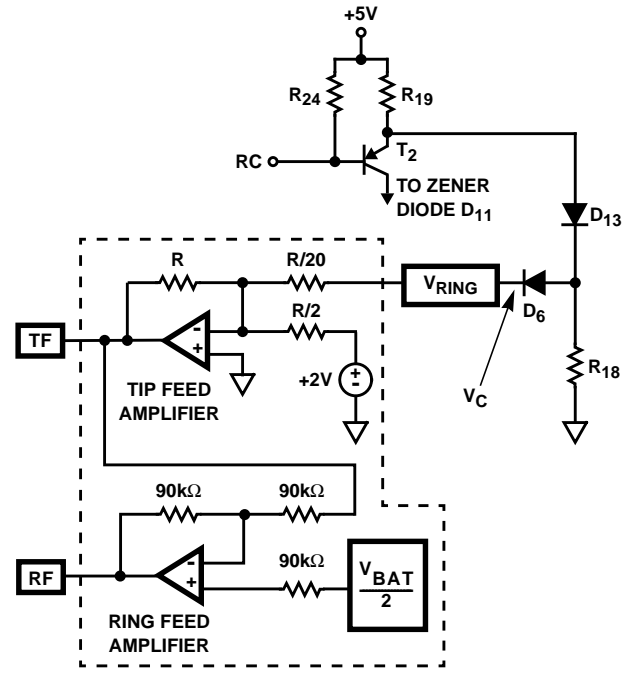 +5V
R24
R19
RC
T2
TO ZENER
DIODE D11
D13
R
R/20
VRING
D6
R/2
TF
-
+
TIP FEED
AMPLIFIER
+2V
+
-
VC
R18
90kΩ
90kΩ
RF
-
+
90kΩ
VBAT
2
RING FEED
AMPLIFIER